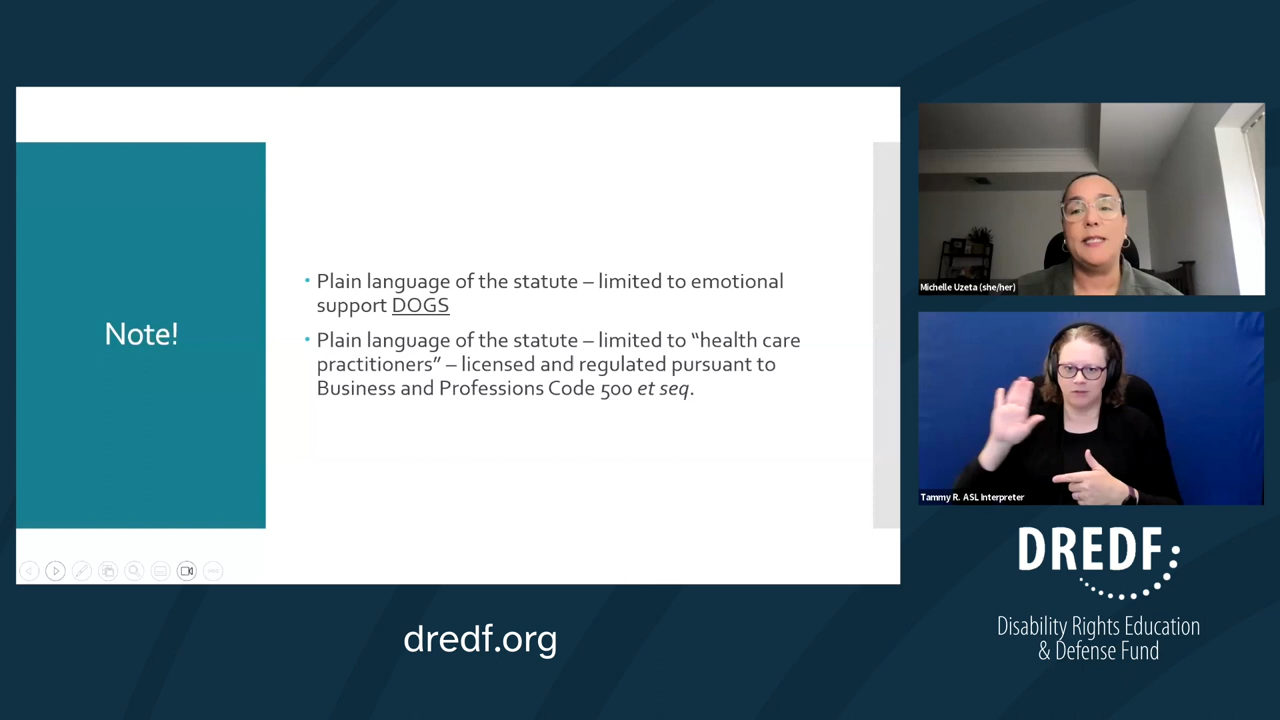 Note!
• Plain language of the statute – limited to emotional
support DOGS
• Plain language of the statute – limited to “health care
practitioners” – licensed and regulated pursuant to
Business and Professions Code 500 et seq.
Michelle Uzeta (she/her)
Tammy R. ASL Interpreter
DREDF
Disability Rights Education
& Defense Fund
dredf.org